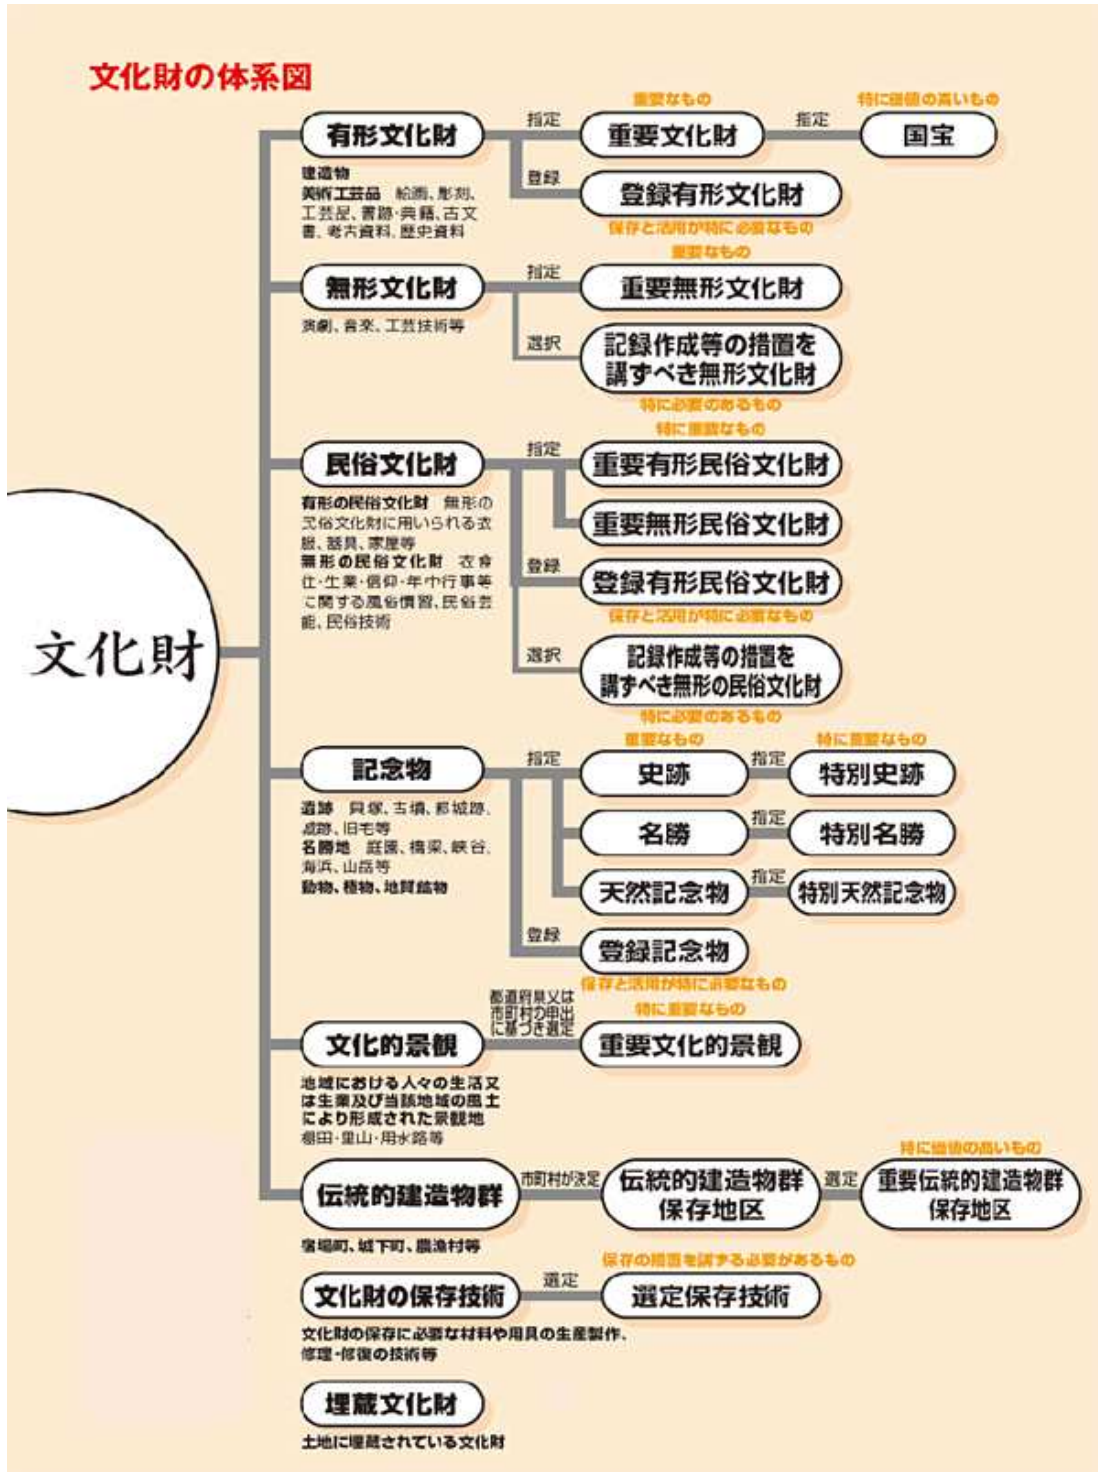 文化財の体系図
文化財
有形文化財
建造物
美術工芸品 絵画、彫刻、
工芸品、書跡・典籍、古文
書、考古資料、歴史資料
指定
重要なもの
重要文化財
指定
特に価値の高いもの
国宝
登録
登録有形文化財
保存と活用が特に必要なもの
無形文化財
演劇、音楽、工芸技術等
指定
重要なもの
重要無形文化財
選択
記録作成等の措置を
講ずべき無形文化財
特に必要のあるもの
民俗文化財
有形の民俗文化財 無形の
民俗文化財に用いられる衣
服、器具、家屋等
無形の民俗文化財 衣食
住・生業・信仰・年中行事等
に関する風俗慣習、民俗芸
能、民俗技術
指定
特に重要なもの
重要有形民俗文化財
重要無形民俗文化財
登録
登録有形民俗文化財
保存と活用が特に必要なもの
選択
記録作成等の措置を
講ずべき無形の民俗文化財
特に必要のあるもの
記念物
遺跡 貝塚、古墳、都城跡、
城跡、旧宅等
名勝地 庭園、橋梁、峡谷、
海浜、山岳等
動物、植物、地質鉱物
指定
重要なもの
史跡
指定
特に重要なもの
特別史跡
名勝
指定
特別名勝
天然記念物
指定
特別天然記念物
登録
登録記念物
保存と活用が特に必要なもの
文化的景観
地域における人々の生活又
は生業及び当該地域の風土
により形成された景観地
棚田・里山・用水路等
都道府県又は
市町村の申出
に基づき選定
特に重要なもの
重要文化的景観
伝統的建造物群
宿場町、城下町、農漁村等
市町村が決定
伝統的建造物群
保存地区
選定
特に価値の高いもの
重要伝統的建造物群
保存地区
文化財の保存技術
文化財の保存に必要な材料や用具の生産製作、
修理・修復の技術等
選定
保存の措置を講ずる必要があるもの
選定保存技術
埋蔵文化財
土地に埋蔵されている文化財